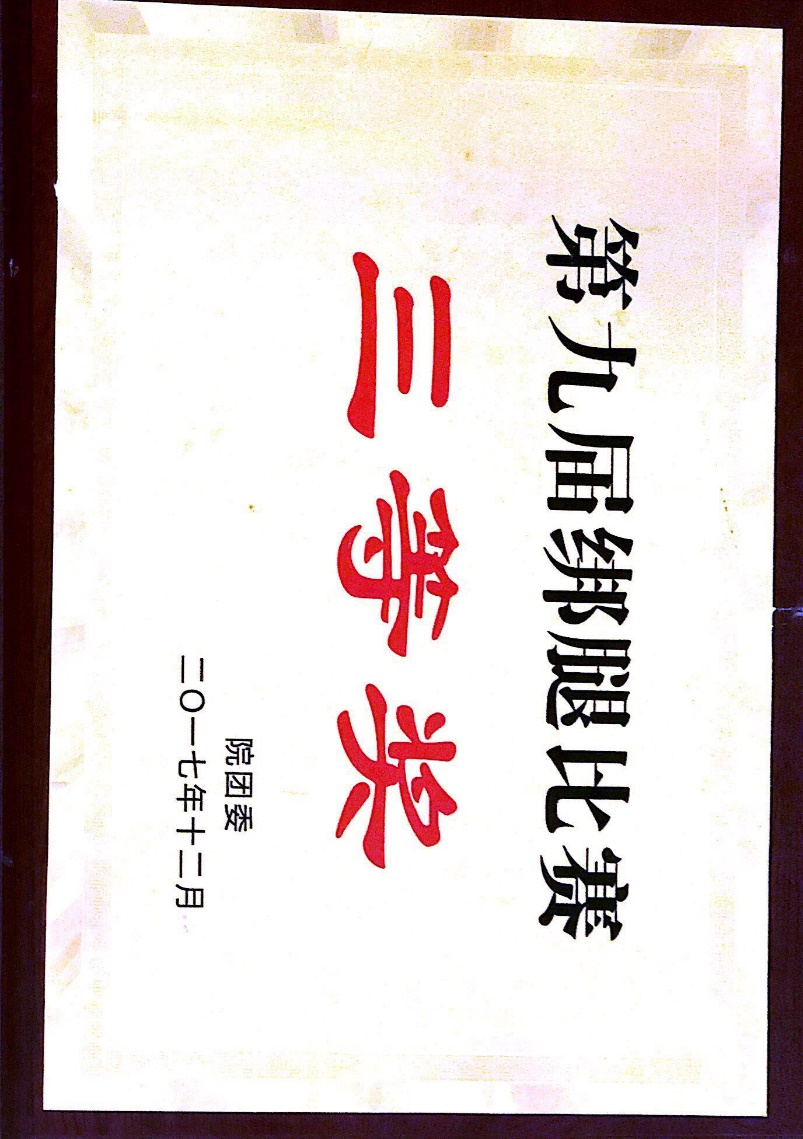 第九届绑腿比赛
三等奖
院团委
二〇一七年十二月